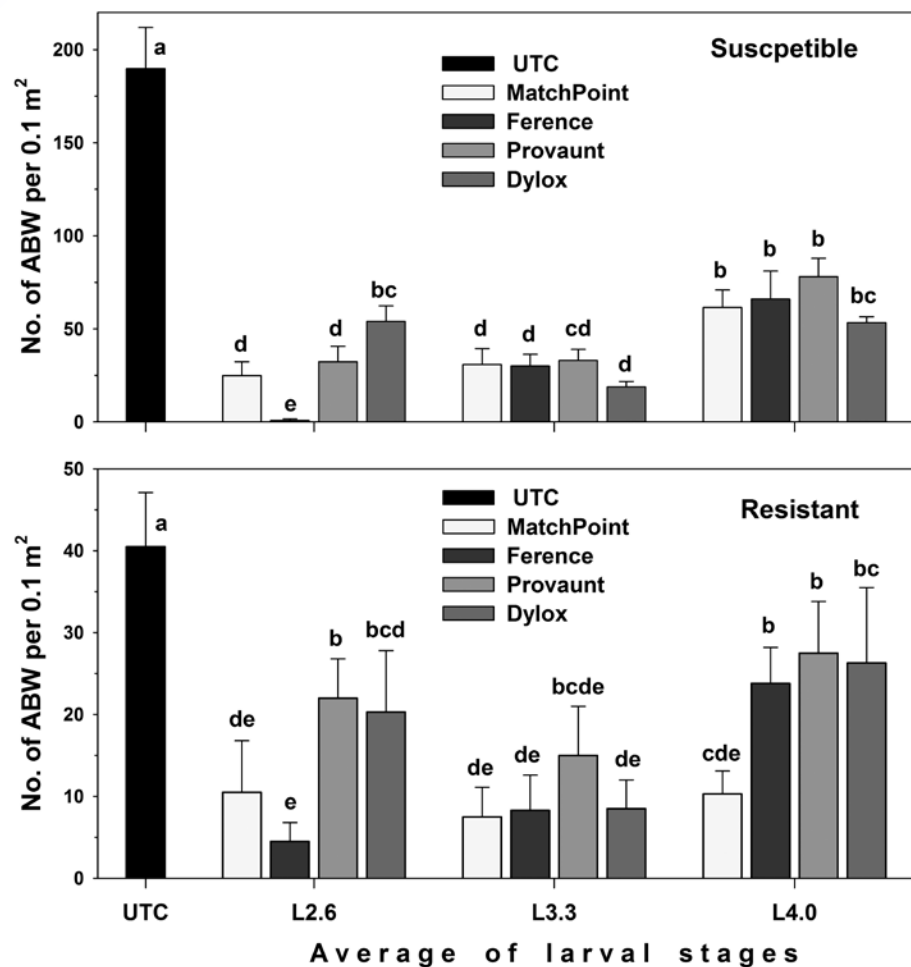 No. of ABW per 0.1 m²
200
150
100
50
0
Suscpetible
UTC
MatchPoint
Ference
Provaunt
Dylox
a
d
e
d
bc
d
d
cd
d
b
b
b
bc
No. of ABW per 0.1 m²
50
40
30
20
10
0
Resistant
UTC
MatchPoint
Ference
Provaunt
Dylox
a
de
e
b
bcd
de
de
bcde
de
cde
b
b
bc
UTC L2.6 L3.3 L4.0
Average of larval stages